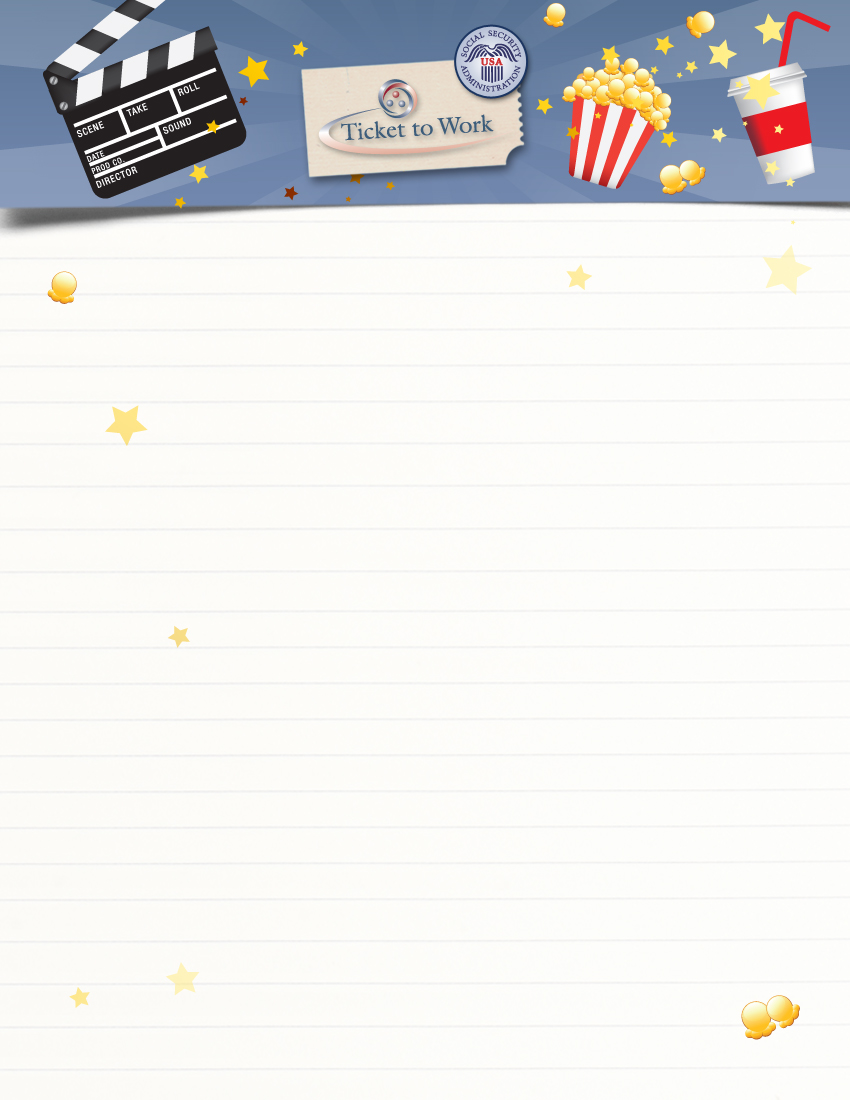 SCENE
TAKE
ROLL
DATE
SOUND
PROD CO.
DIRECTOR
Ticket to Work
SOCIAL SECURITY
USA
ADMINISTRATION